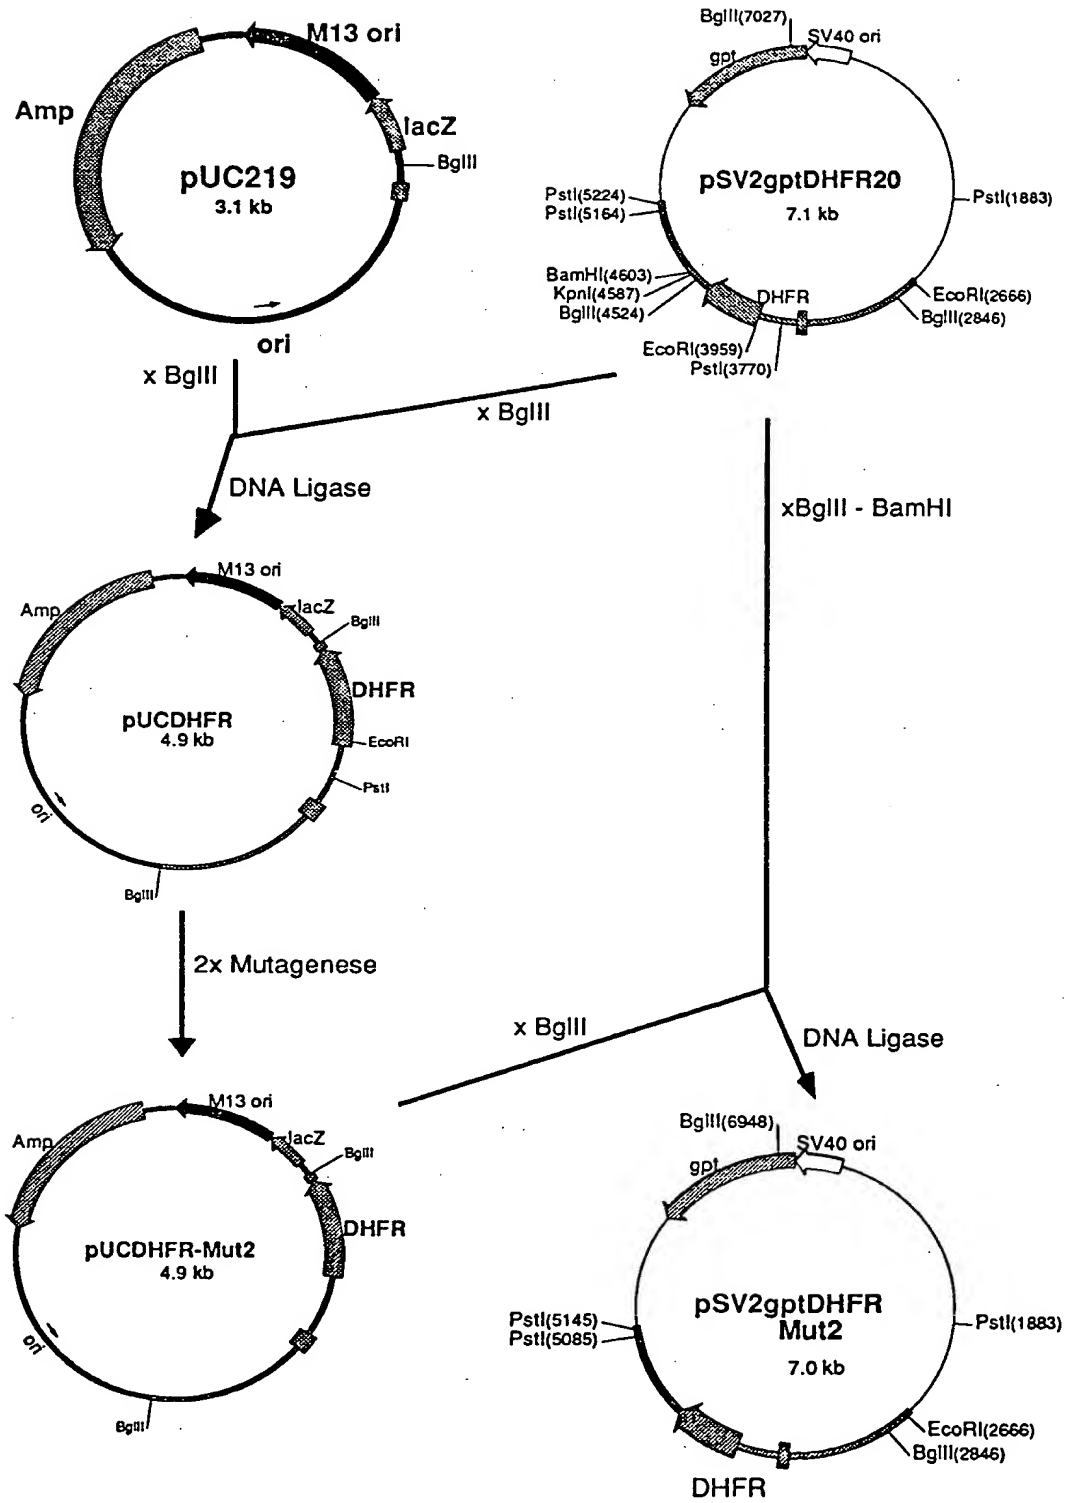 M13 ori
Amp
lacZ
BglII
pUC219
3.1 kb
ori
BglII(7027)
SV40 ori
gpt
pSV2gptDHFR20
7.1 kb
PstI(5224)
PstI(5164)
PstI(1883)
BamHI(4603)
KpnI(4587)
BglII(4524)
DHFR
EcoRI(2666)
BglII(2846)
EcoRI(3959)
PstI(3770)
x BglII
x BglII
DNA Ligase
xBglII - BamHI
M13 ori
Amp
lacZ
BglII
DHFR
pUCDHFR
4.9 kb
EcoRI
PstI
ori
BglII
2x Mutagenese
x BglII
DNA Ligase
M13 ori
Amp
lacZ
BglII
DHFR
pUCDHFR-Mut2
4.9 kb
ori
BglII
BglII(6948)
SV40 ori
gpt
pSV2gptDHFR
Mut2
7.0 kb
PstI(5145)
PstI(5085)
PstI(1883)
EcoRI(2666)
BglII(2846)
DHFR